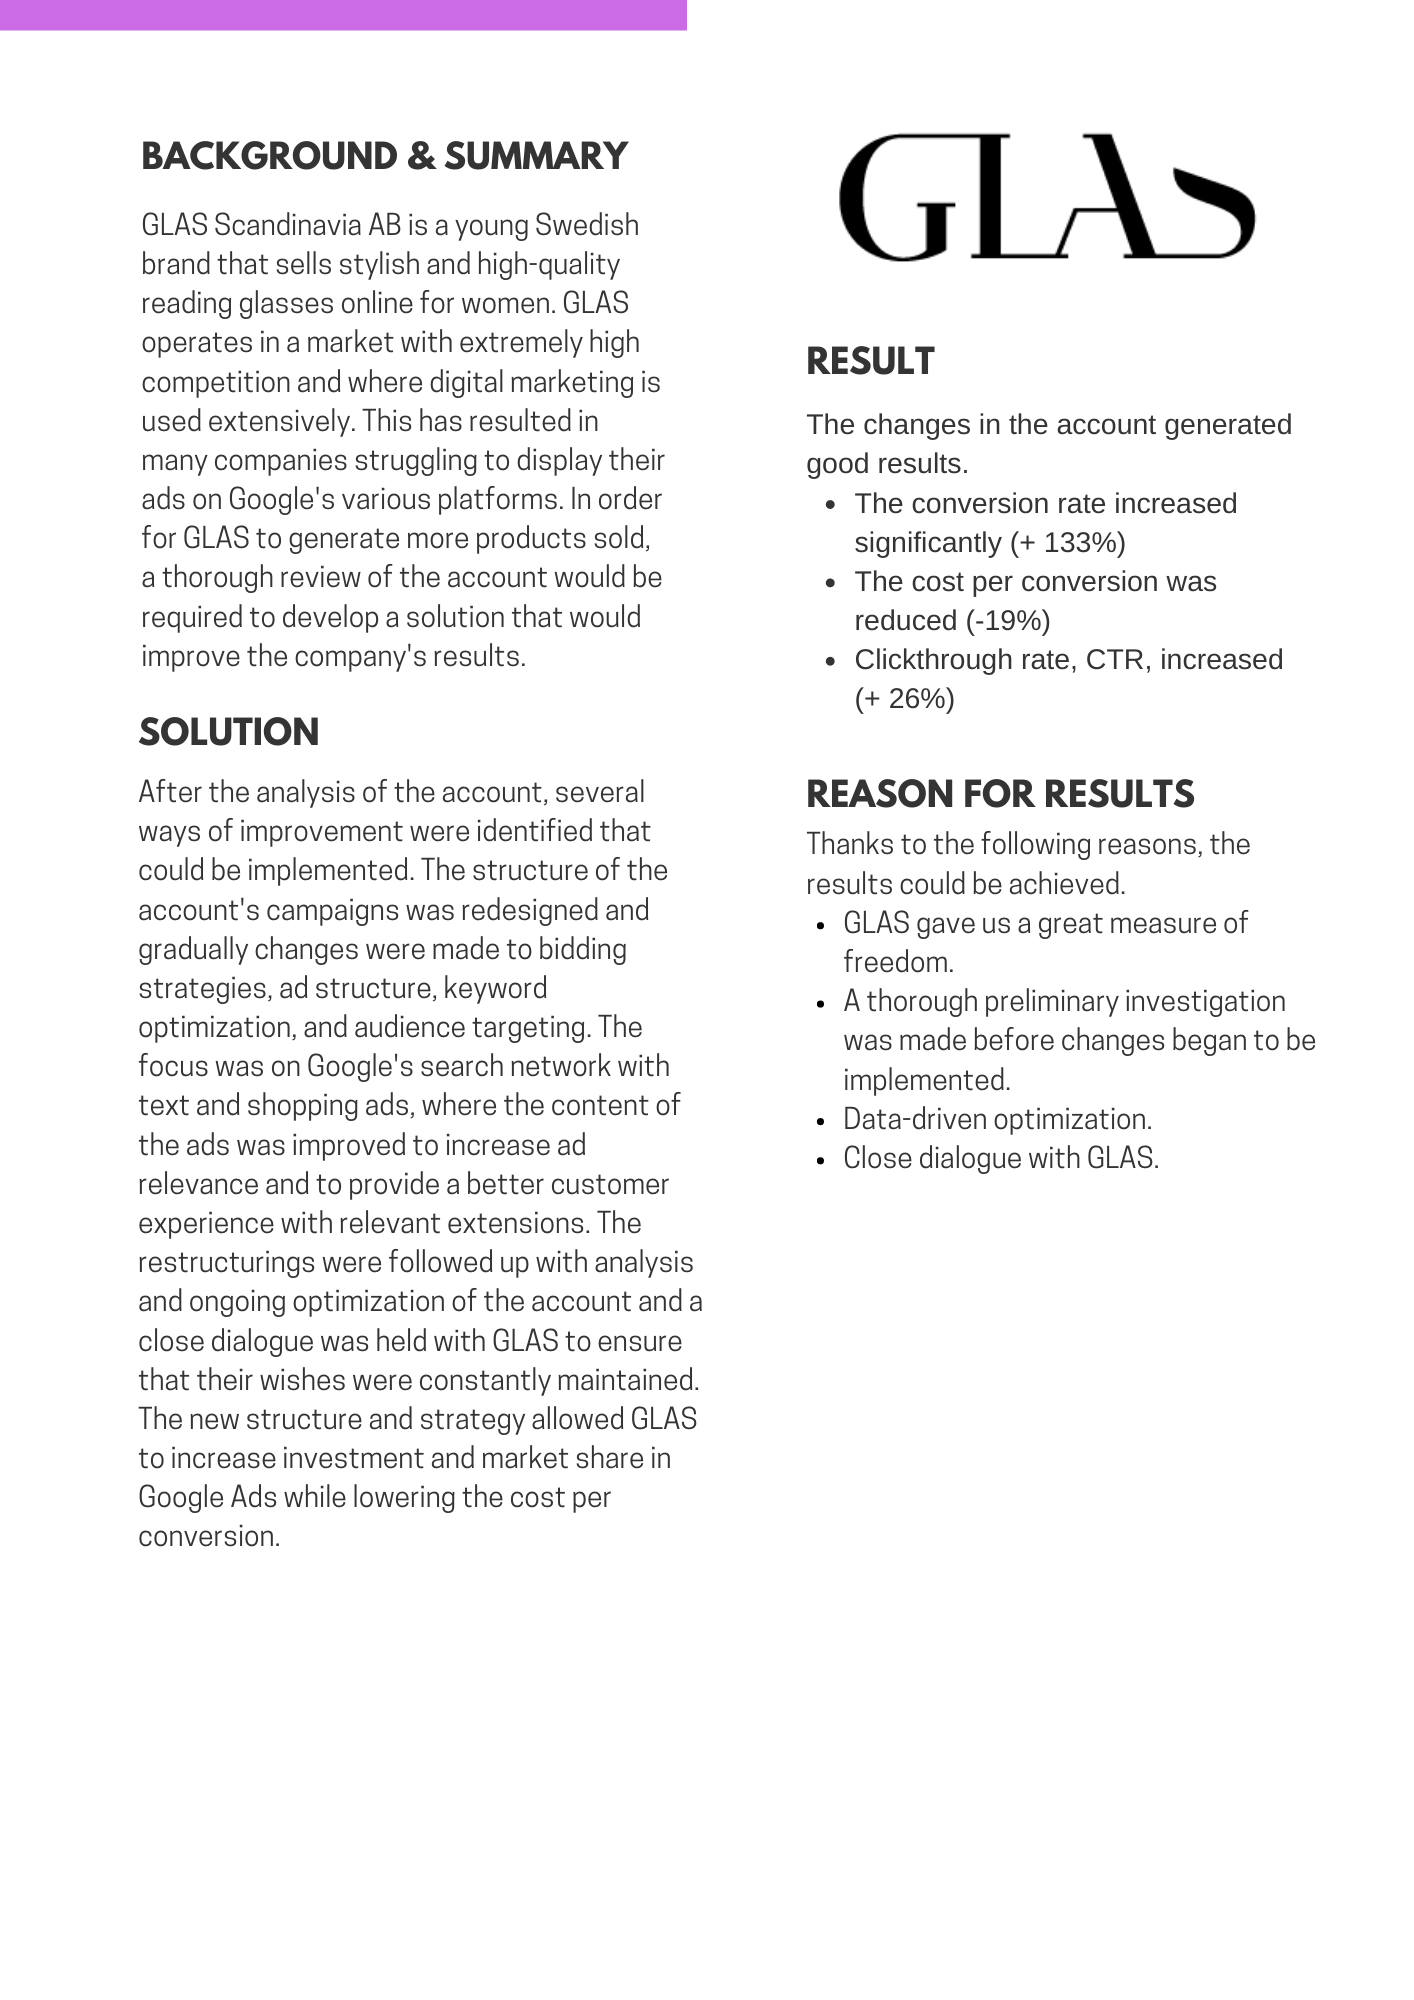 BACKGROUND & SUMMARY
GLAS Scandinavia AB is a young Swedish
brand that sells stylish and high-quality
reading glasses online for women. GLAS
operates in a market with extremely high
competition and where digital marketing is
used extensively. This has resulted in
many companies struggling to display their
ads on Google's various platforms. In order
for GLAS to generate more products sold,
a thorough review of the account would be
required to develop a solution that would
improve the company's results.
SOLUTION
After the analysis of the account, several
ways of improvement were identified that
could be implemented. The structure of the
account's campaigns was redesigned and
gradually changes were made to bidding
strategies, ad structure, keyword
optimization, and audience targeting. The
focus was on Google's search network with
text and shopping ads, where the content of
the ads was improved to increase ad
relevance and to provide a better customer
experience with relevant extensions. The
restructurings were followed up with analysis
and ongoing optimization of the account and a
close dialogue was held with GLAS to ensure
that their wishes were constantly maintained.
The new structure and strategy allowed GLAS
to increase investment and market share in
Google Ads while lowering the cost per
conversion.
GLAS
RESULT
The changes in the account generated
good results.
• The conversion rate increased
significantly (+ 133%)
• The cost per conversion was
reduced (-19%)
• Clickthrough rate, CTR, increased
(+ 26%)
REASON FOR RESULTS
Thanks to the following reasons, the
results could be achieved.
• GLAS gave us a great measure of
freedom.
• A thorough preliminary investigation
was made before changes began to be
implemented.
• Data-driven optimization.
• Close dialogue with GLAS.